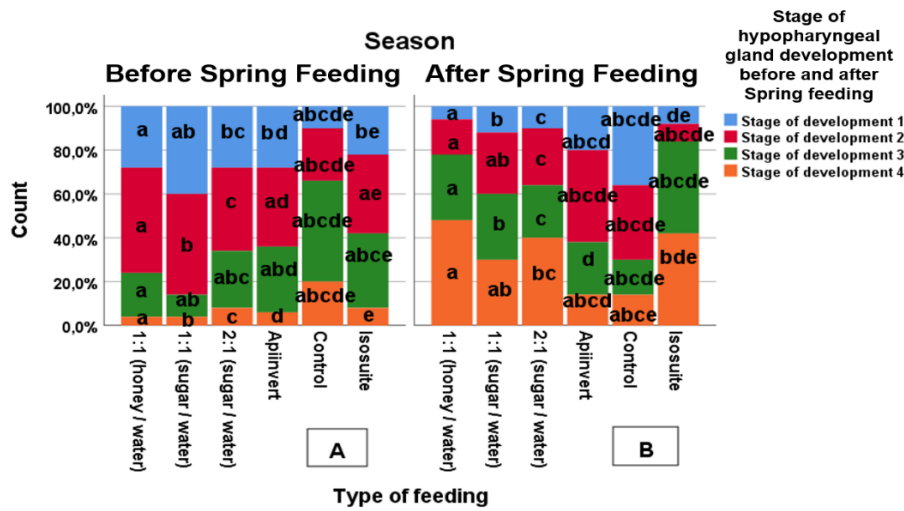 Season
Before Spring Feeding
After Spring Feeding
Stage of
hypopharyngeal
gland development
before and after
Spring feeding
Stage of development 1
Stage of development 2
Stage of development 3
Stage of development 4
Count
100,0%
80,0%
60,0%
40,0%
20,0%
0,0%
a ab bc bd abcde be
a b c ad abcde ae
a ab abc abd abcde abce
a b c d abcde e
a b c abcd abcde de
a ab c abcde abcde abcde
a b c d abcde abcde
a ab bc abcd abce bde
1:1 (honey / water)
1:1 (sugar / water)
2:1 (sugar / water)
Apiinvert
Control
Isosuite
1:1 (honey / water)
1:1 (sugar / water)
2:1 (sugar / water)
Apiinvert
Control
Isosuite
A
B
Type of feeding